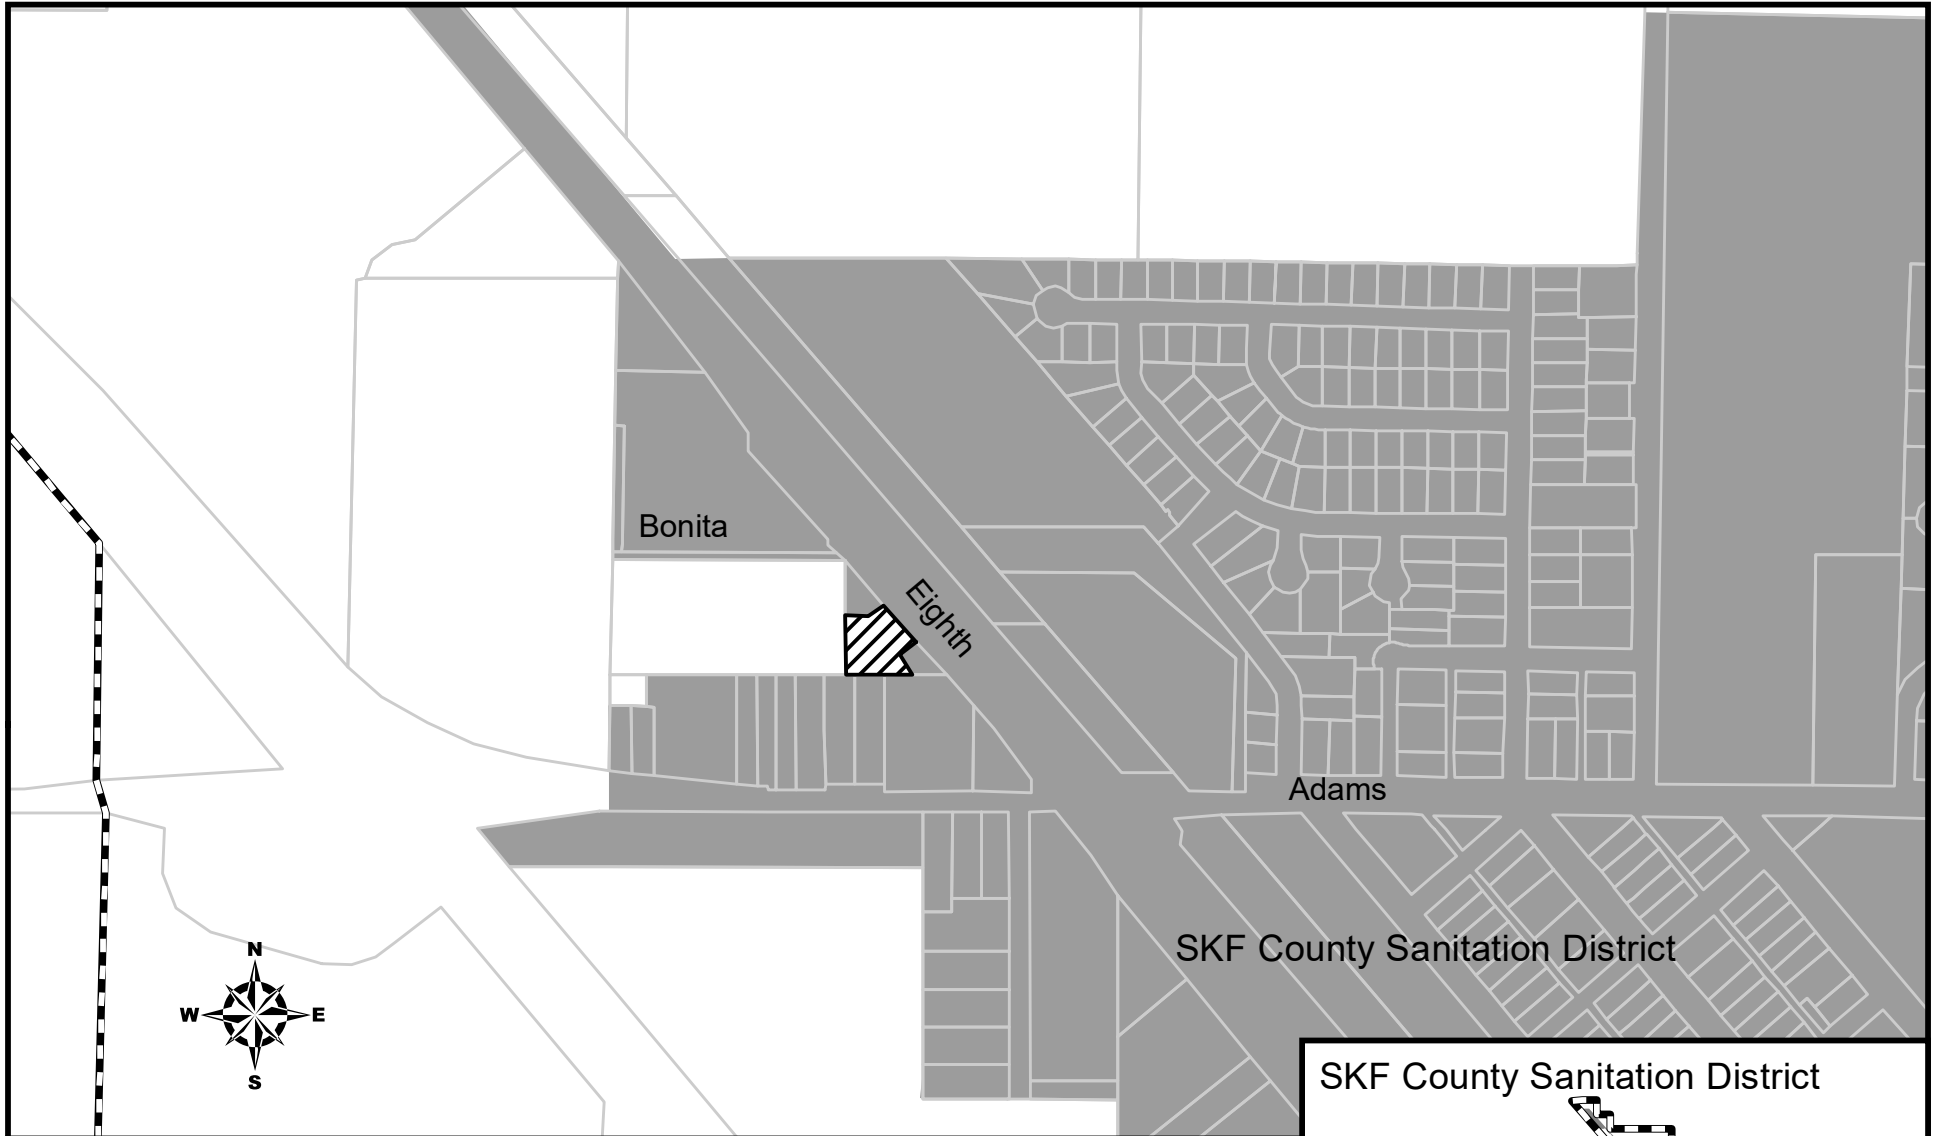 Bonita
Eighth
Adams
SKF County Sanitation District
N
W E
S
SKF County Sanitation District